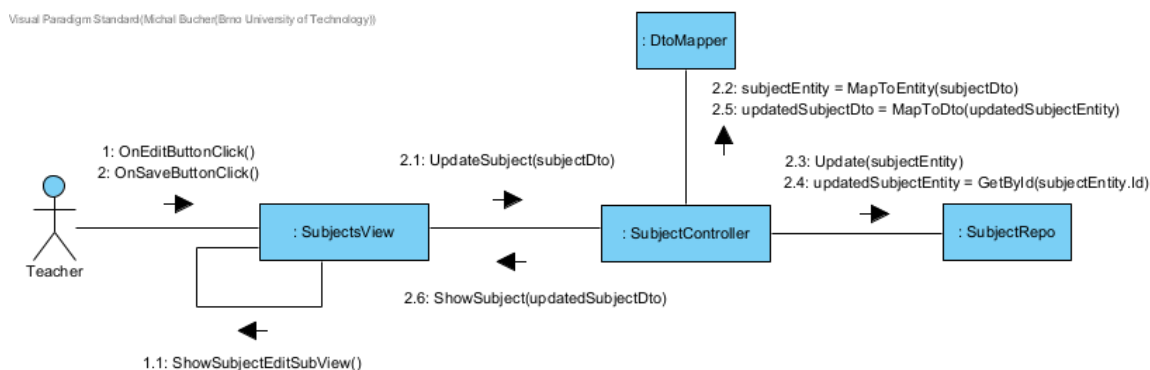 Visual Paradigm Standard(Michal Bucher(Brno University of Technology))
: DtoMapper
2.2: subjectEntity = MapToEntity(subjectDto)
2.5: updatedSubjectDto = MapToDto(updatedSubjectEntity)
1: OnEditButtonClick()
2: OnSaveButtonClick()
2.1: UpdateSubject(subjectDto)
2.3: Update(subjectEntity)
2.4: updatedSubjectEntity = GetById(subjectEntity.Id)
: SubjectsView
: SubjectController
: SubjectRepo
Teacher
2.6: ShowSubject(updatedSubjectDto)
1.1: ShowSubjectEditSubView()